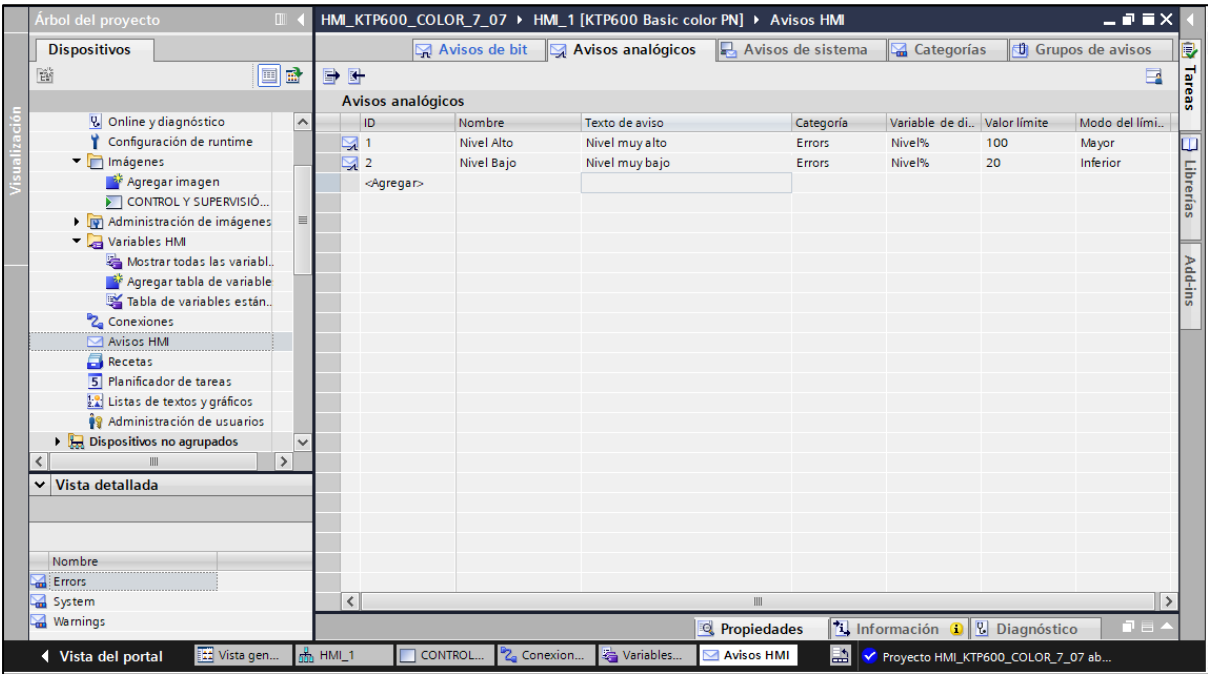 Árbol del proyecto
HMI_KTP600_COLOR_7_07 ▸ HMI_1 [KTP600 Basic color PN] ▸ Avisos HMI
Dispositivos
Avisos de bit
Avisos analógicos
Avisos de sistema
Categorías
Grupos de avisos
Visualización
Online y diagnóstico
Configuración de runtime
Imágenes
Agregar imagen
CONTROL Y SUPERVISIÓ...
Administración de imágenes
Variables HMI
Mostrar todas las variabl..
Agregar tabla de variable
Tabla de variables están..
Conexiones
Avisos HMI
Recetas
5 Planificador de tareas
Listas de textos y gráficos
Administración de usuarios
Dispositivos no agrupados
Vista detallada
Nombre
Errors
System
Warnings
Avisos analógicos
ID Nombre Texto de aviso Categoría Variable de di.. Valor límite Modo del lími..
1 Nivel Alto Nivel muy alto Errors Nivel% 100 Mayor
2 Nivel Bajo Nivel muy bajo Errors Nivel% 20 Inferior
<Agregar>
Tareas
Librerías
Add-ins
Propiedades
Información
Diagnóstico
Vista del portal
Vista gen...
HMI_1
CONTROL...
Conexion...
Variables...
Avisos HMI
Proyecto HMI_KTP600_COLOR_7_07 ab...